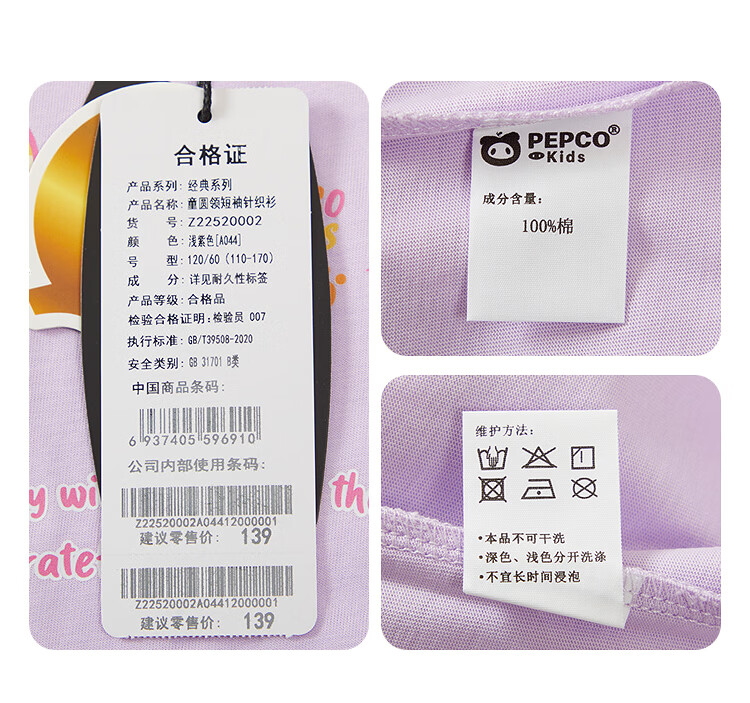 合格证
产品系列: 经典系列
产品名称: 童圆领短袖针织衫
货 号: Z22520002
颜 色: 浅紫色[A044]
号 型: 120/60 (110-170)
成 分: 详见耐久性标签
产品等级: 合格品
检验合格证明: 检验员 007
执行标准: GB/T39508-2020
安全类别: GB 31701 B类
中国商品条码:
6 937405 596910
公司内部使用条码:
Z22520002A04412000001
建议零售价: 139
Z22520002A04412000001
建议零售价: 139
y wi
th
rate
PEPCO®
Kids
成分含量:
100%棉
维护方法:
•本品不可干洗
•深色、浅色分开洗涤
•不宜长时间浸泡